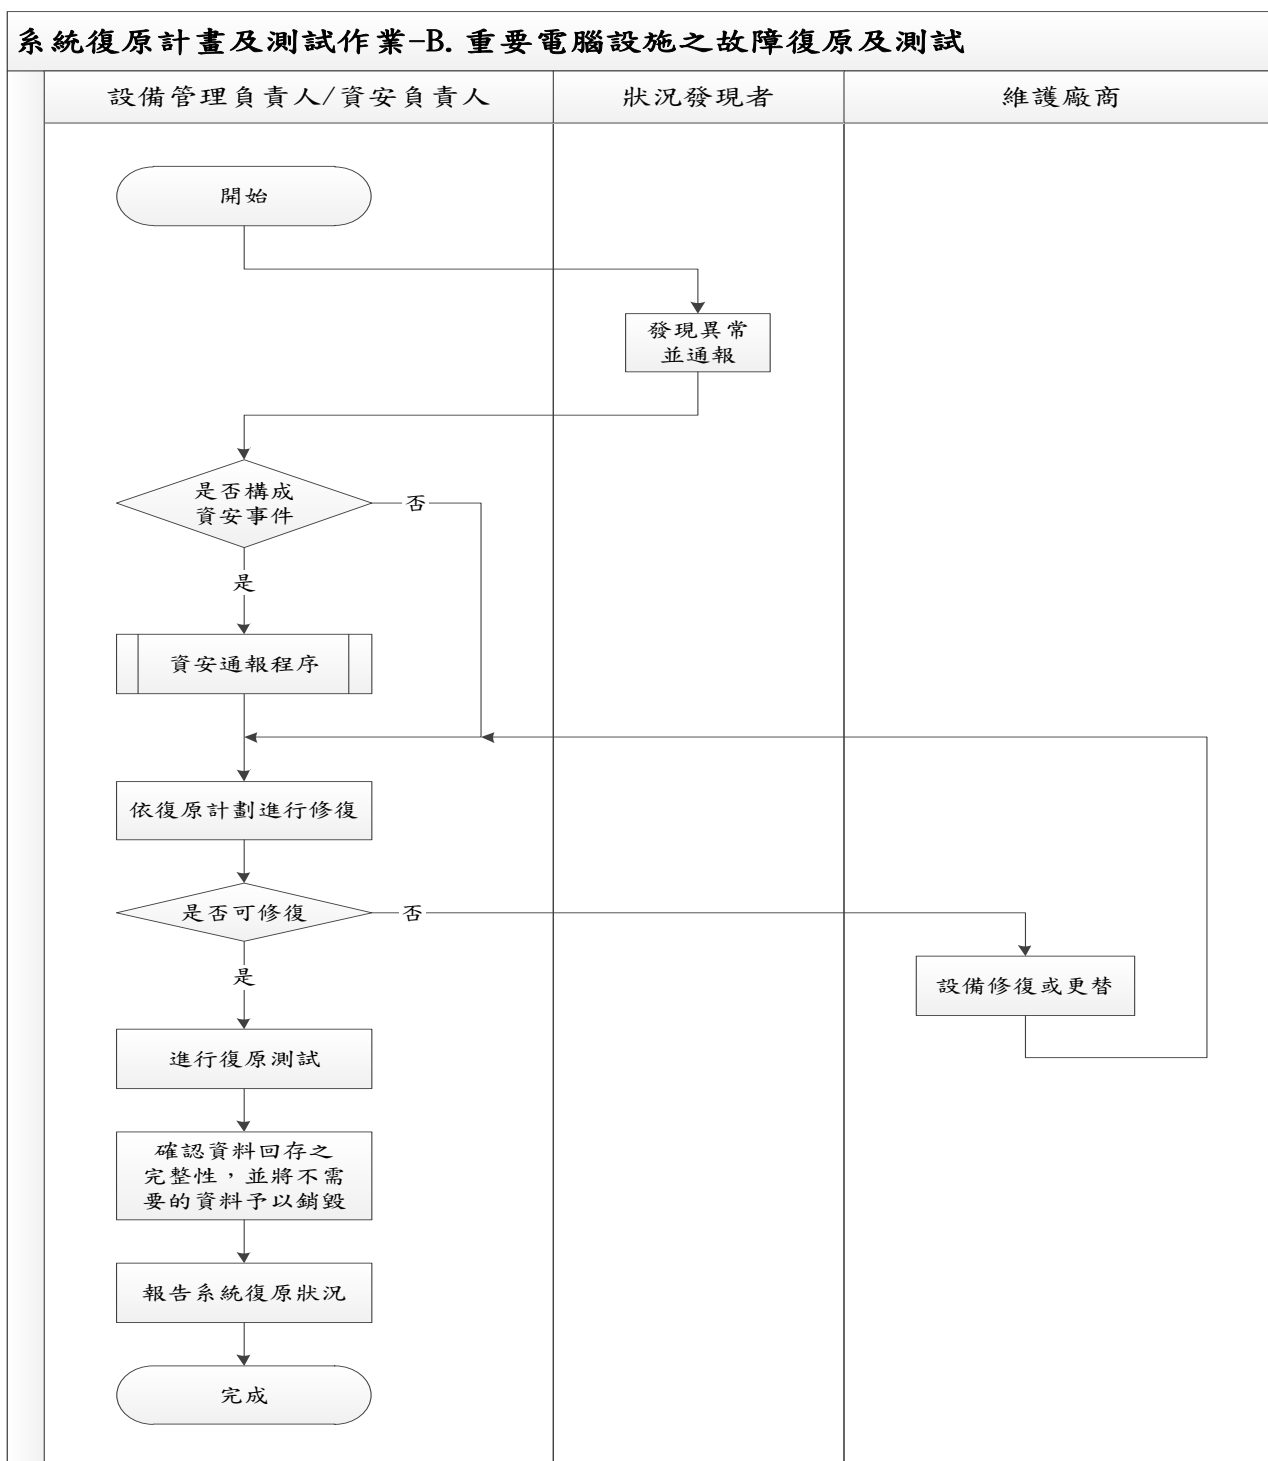 系統復原計畫及測試作業-B. 重要電腦設施之故障復原及測試
設備管理負責人/資安負責人
狀況發現者
維護廠商
開始
發現異常
並通報
是否構成
資安事件
否
是
資安通報程序
依復原計劃進行修復
是否可修復
否
是
設備修復或更替
進行復原測試
確認資料回存之
完整性，並將不需
要的資料予以銷毀
報告系統復原狀況
完成